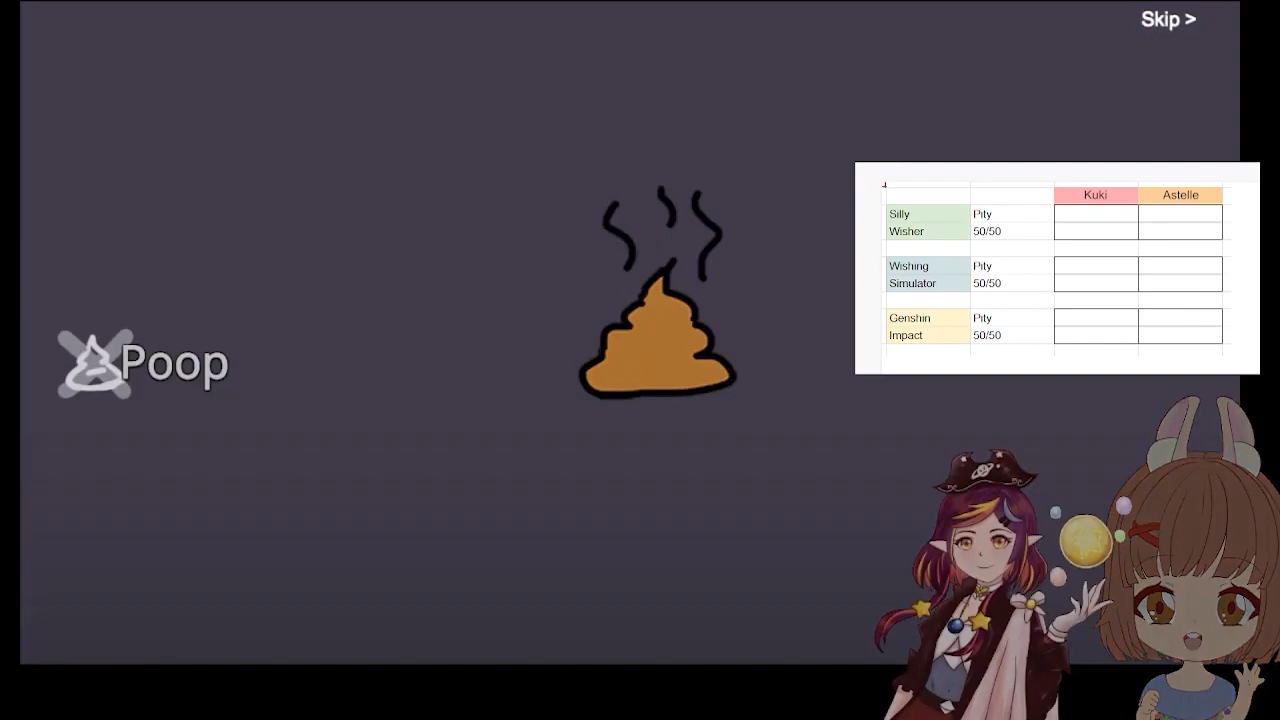 Skip >
Poop
Kuki Astelle
Silly Pity
Wisher 50/50
Wishing Pity
Simulator 50/50
Genshin Pity
Impact 50/50